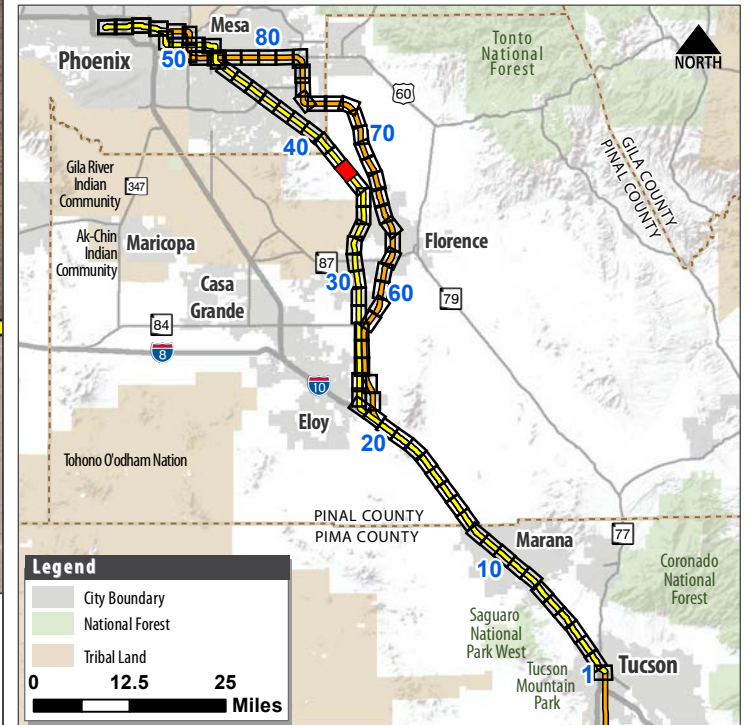 Mesa
80
Tonto
National
Forest
NORTH
Phoenix
50
60
70
GILA COUNTY
PINAL COUNTY
40
Gila River
Indian
Community
347
Ak-Chin
Indian
Community
Maricopa
87
Florence
Casa
Grande
30
60
79
84
8
10
Eloy
20
Tohono O'odham Nation
PINAL COUNTY
PIMA COUNTY
Marana
77
10
Coronado
National
Forest
Saguaro
National
Park West
Tucson
Mountain
Park
1
Tucson
Legend
City Boundary
National Forest
Tribal Land
0 12.5 25
Miles